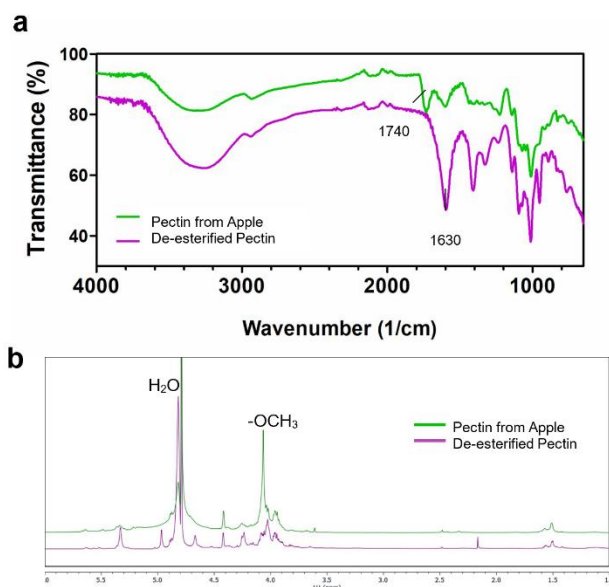 a
100
80
60
40
Transmittance (%)
1740
1630
Pectin from Apple
De-esterified Pectin
4000 3000 2000 1000
Wavenumber (1/cm)
b
H₂O
-OCH₃
Pectin from Apple
De-esterified Pectin
5.5 5.0 4.5 4.0 3.5 3.0 2.5 2.0 1.5